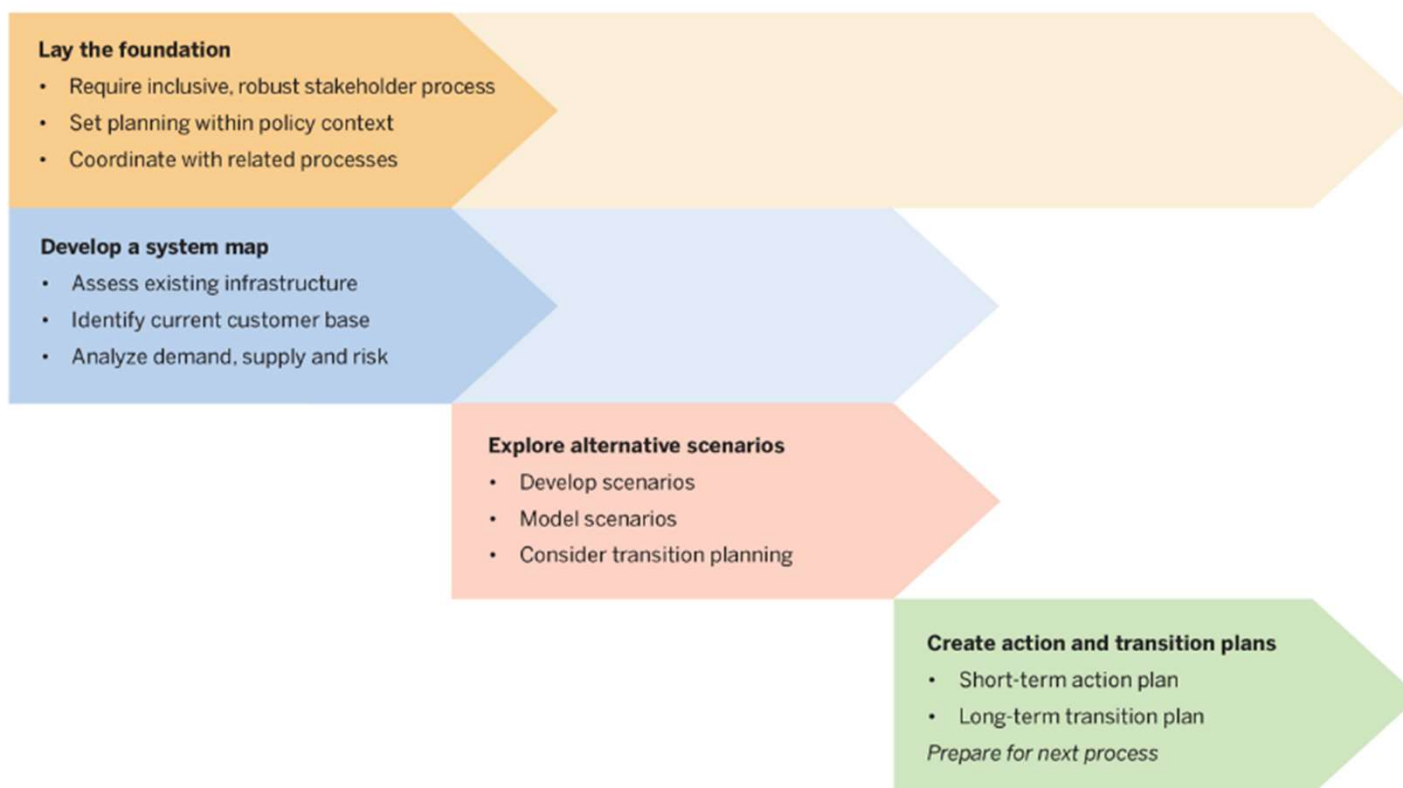 Lay the foundation
• Require inclusive, robust stakeholder process
• Set planning within policy context
• Coordinate with related processes
Develop a system map
• Assess existing infrastructure
• Identify current customer base
• Analyze demand, supply and risk
Explore alternative scenarios
• Develop scenarios
• Model scenarios
• Consider transition planning
Create action and transition plans
• Short-term action plan
• Long-term transition plan
Prepare for next process